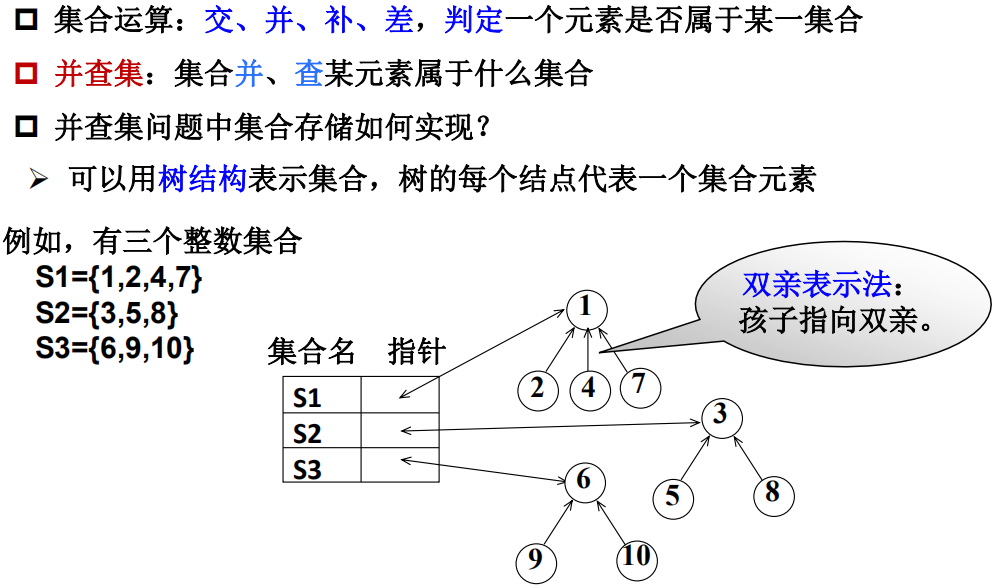 集合运算：交、并、补、差，判定一个元素是否属于某一集合
并查集：集合并、查某元素属于什么集合
并查集问题中集合存储如何实现？
可以用树结构表示集合，树的每个结点代表一个集合元素
例如，有三个整数集合
S1={1,2,4,7}
S2={3,5,8}
S3={6,9,10}
双亲表示法：
孩子指向双亲。
集合名 指针
S1
S2
S3
1
2 4 7
3
5 8
6
9 10